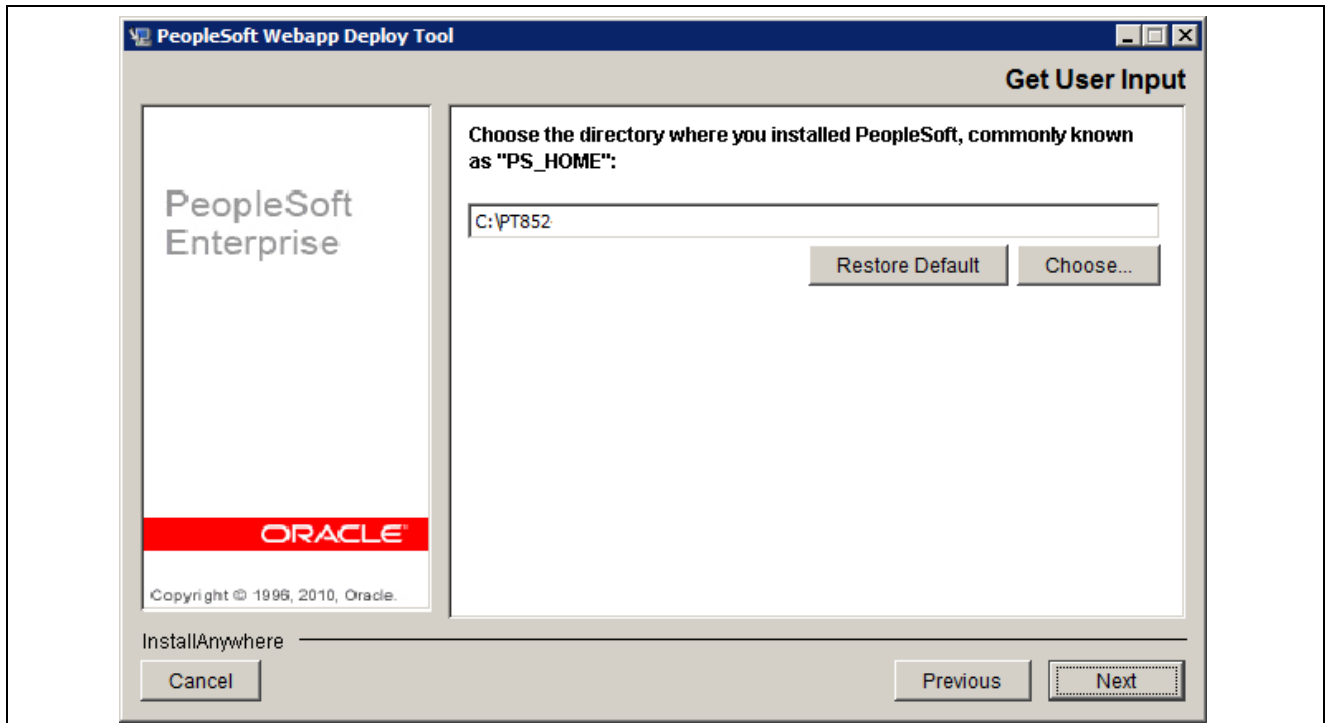 PeopleSoft Webapp Deploy Tool
Get User Input
PeopleSoft
Enterprise
ORACLE
Copyright © 1996, 2010, Oracle.
Choose the directory where you installed PeopleSoft, commonly known
as "PS_HOME":
C:\PT852
Restore Default
Choose...
InstallAnywhere
Cancel
Previous
Next